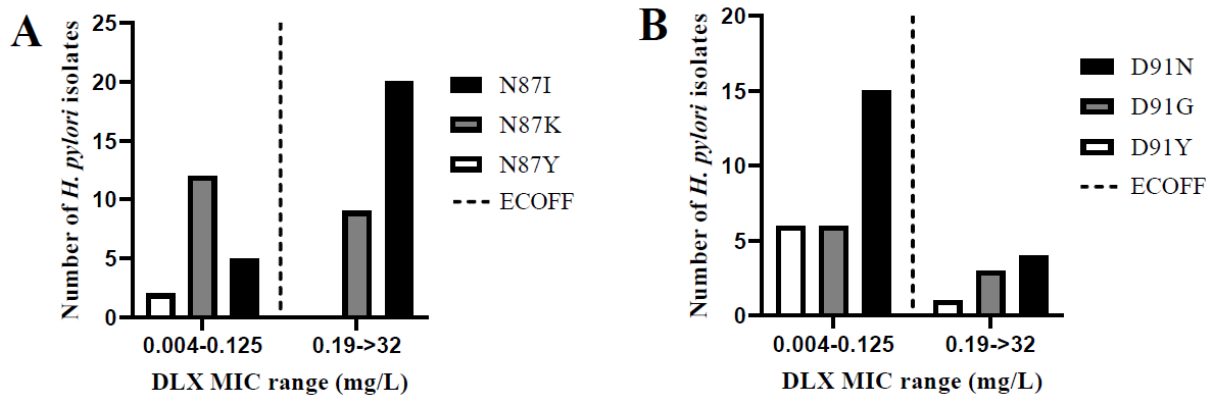 A
Number of H. pylori isolates
25
20
15
10
5
0
0.004-0.125
0.19->32
DLX MIC range (mg/L)
N87I
N87K
N87Y
ECOFF
B
Number of H. pylori isolates
20
15
10
5
0
0.004-0.125
0.19->32
DLX MIC range (mg/L)
D91N
D91G
D91Y
ECOFF